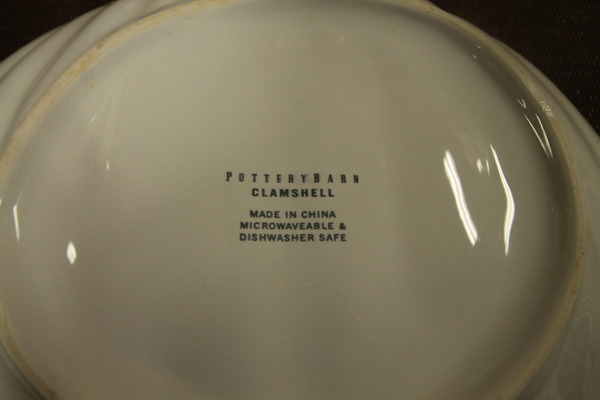 POTTERYBARN
CLAMSHELL
MADE IN CHINA
MICROWAVEABLE &
DISHWASHER SAFE